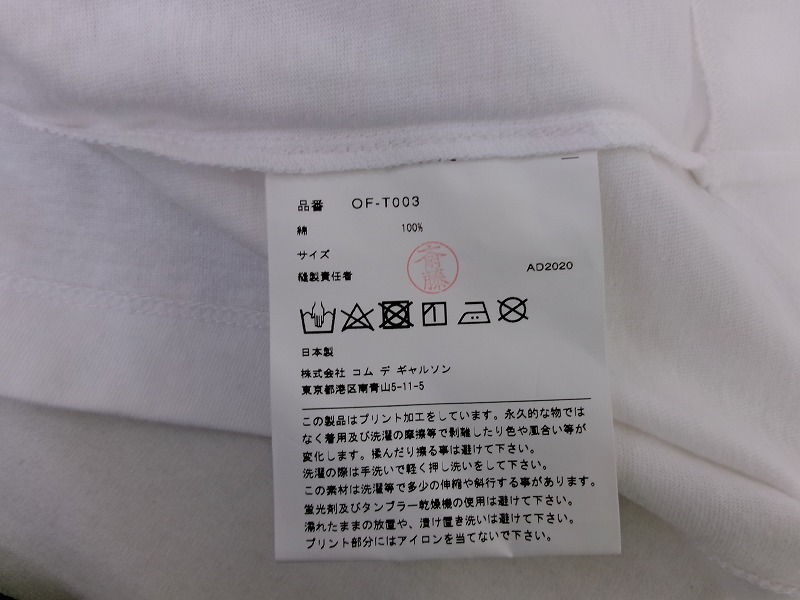 品番 OF-T003
綿 100%
サイズ
縫製責任者 斉藤 AD2020
日本製
株式会社 コム デ ギャルソン
東京都港区南青山5-11-5
この製品はプリント加工をしています。永久的な物では
なく着用及び洗濯の摩擦等で剥離したり色や風合い等が
変化します。揉んだり擦る事は避けて下さい。
洗濯の際は手洗いで軽く押し洗いをして下さい。
この素材は洗濯等で多少の伸縮や斜行する事があります。
蛍光剤及びタンブラー乾燥機の使用は避けて下さい。
濡れたままの放置や、漬け置き洗いは避けて下さい。
プリント部分にはアイロンを当てないで下さい。